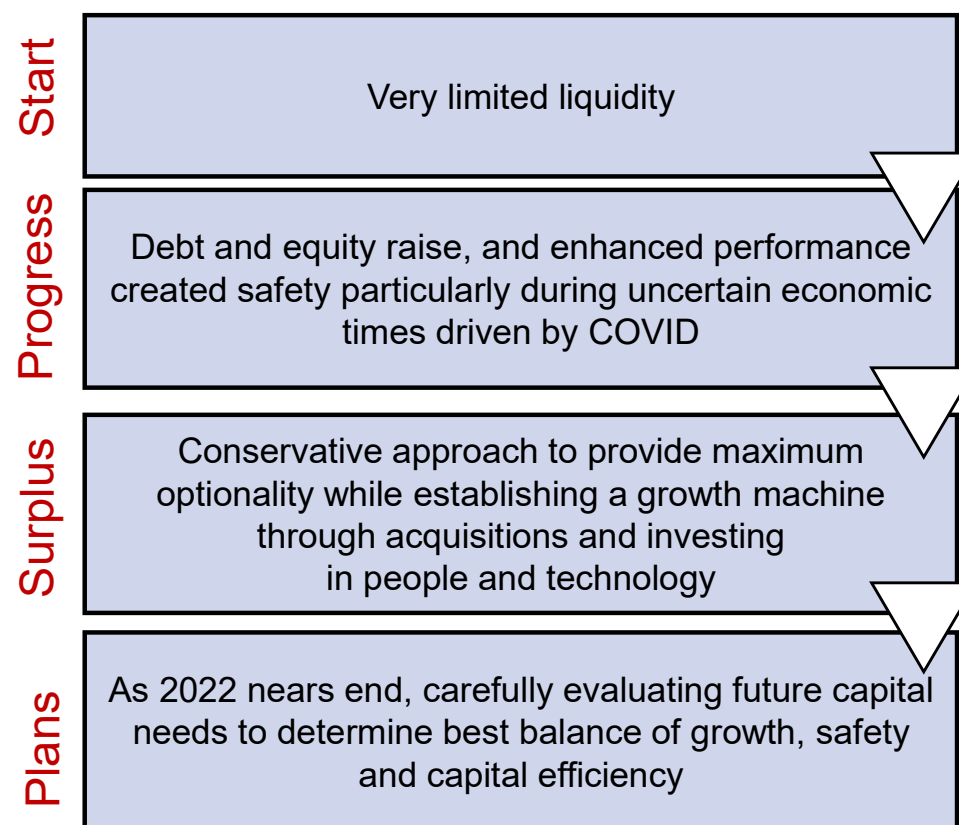 Start
Very limited liquidity
Progress
Debt and equity raise, and enhanced performance
created safety particularly during uncertain economic
times driven by COVID
Surplus
Conservative approach to provide maximum
optionality while establishing a growth machine
through acquisitions and investing
in people and technology
Plans
As 2022 nears end, carefully evaluating future capital
needs to determine best balance of growth, safety
and capital efficiency